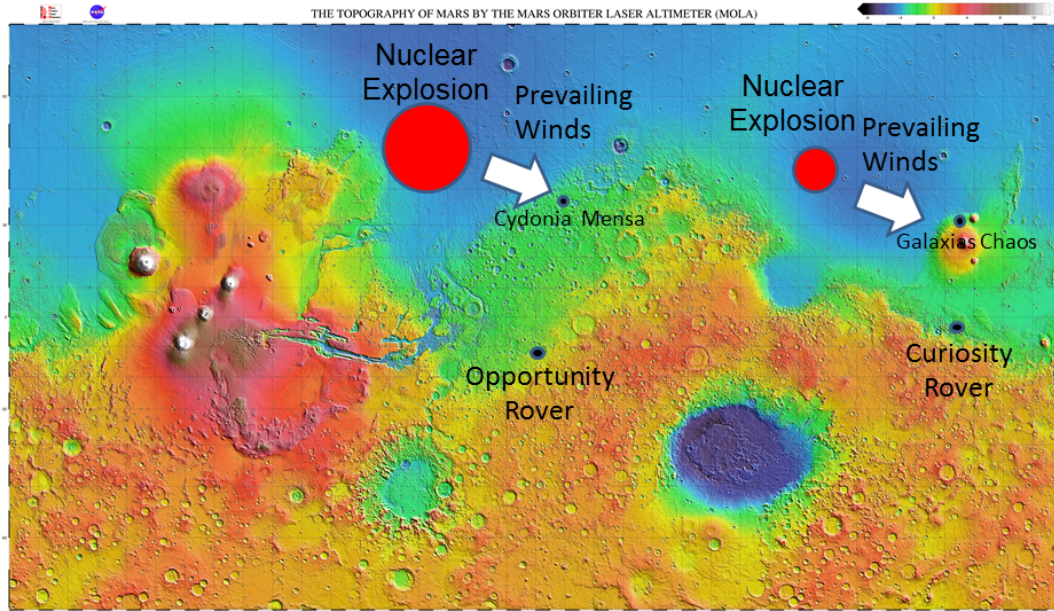 THE TOPOGRAPHY OF MARS BY THE MARS ORBITER LASER ALTIMETER (MOLA)
Nuclear
Explosion
Prevailing
Winds
Cydonia Mensa
Nuclear
Explosion
Prevailing
Winds
Galaxias Chaos
Opportunity
Rover
Curiosity
Rover